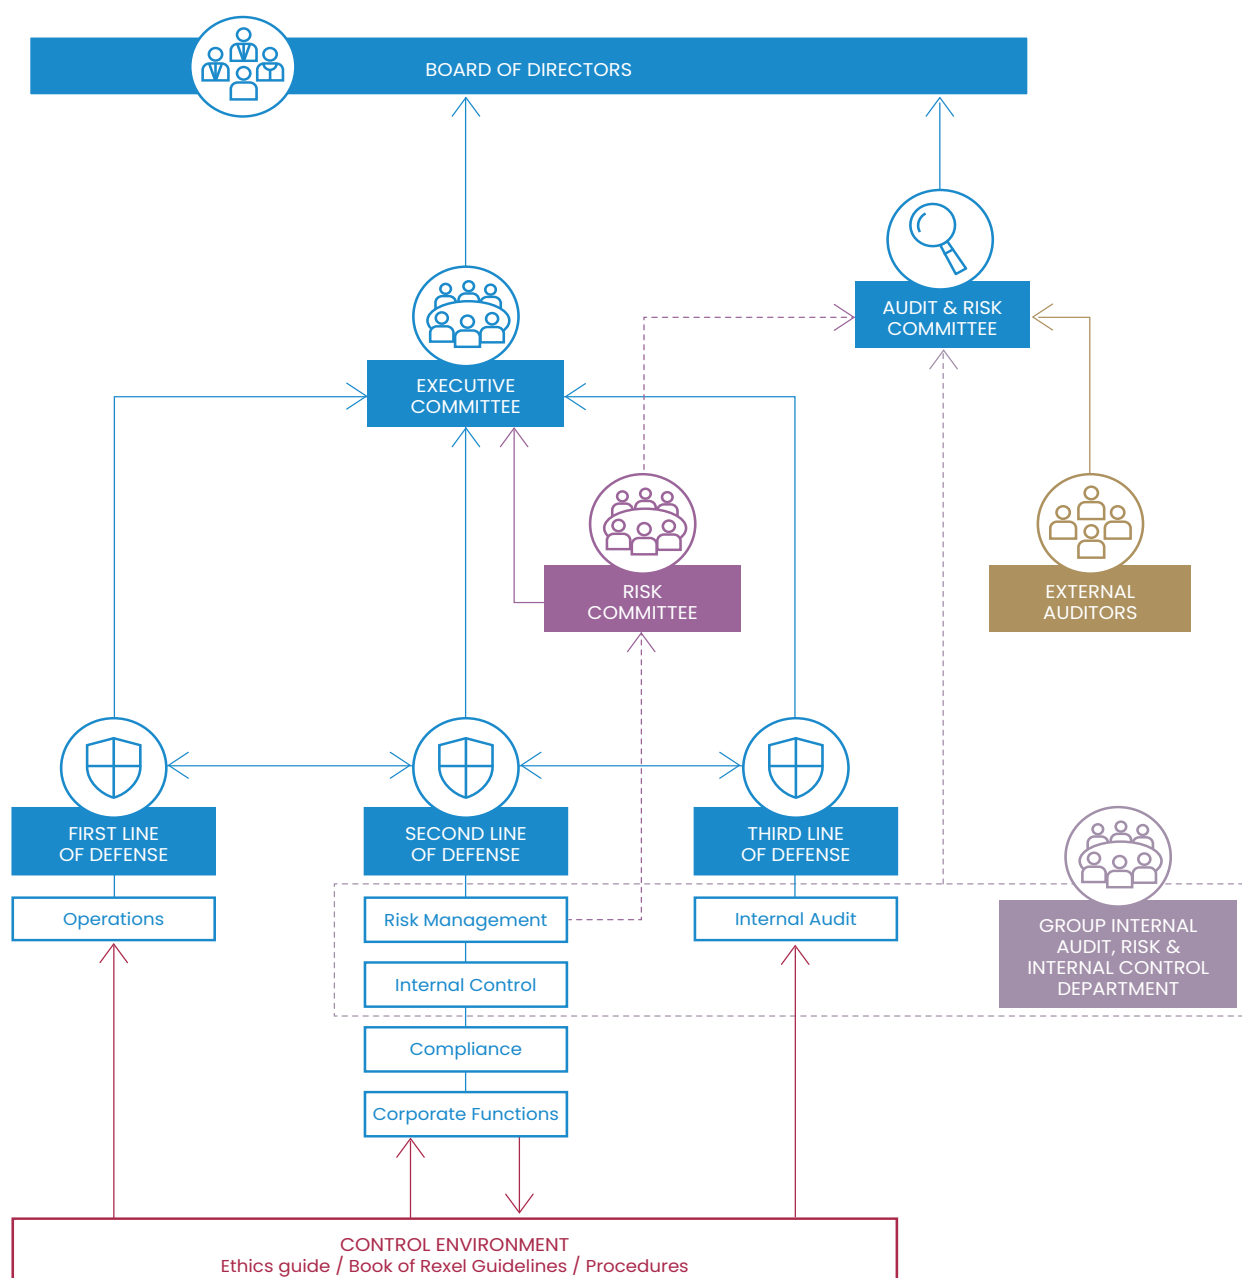 BOARD OF DIRECTORS
AUDIT & RISK
COMMITTEE
EXECUTIVE
COMMITTEE
RISK
COMMITTEE
EXTERNAL
AUDITORS
FIRST LINE
OF DEFENSE
SECOND LINE
OF DEFENSE
THIRD LINE
OF DEFENSE
Operations
Risk Management
Internal Audit
GROUP INTERNAL
AUDIT, RISK &
INTERNAL CONTROL
DEPARTMENT
Internal Control
Compliance
Corporate Functions
CONTROL ENVIRONMENT
Ethics guide / Book of Rexel Guidelines / Procedures